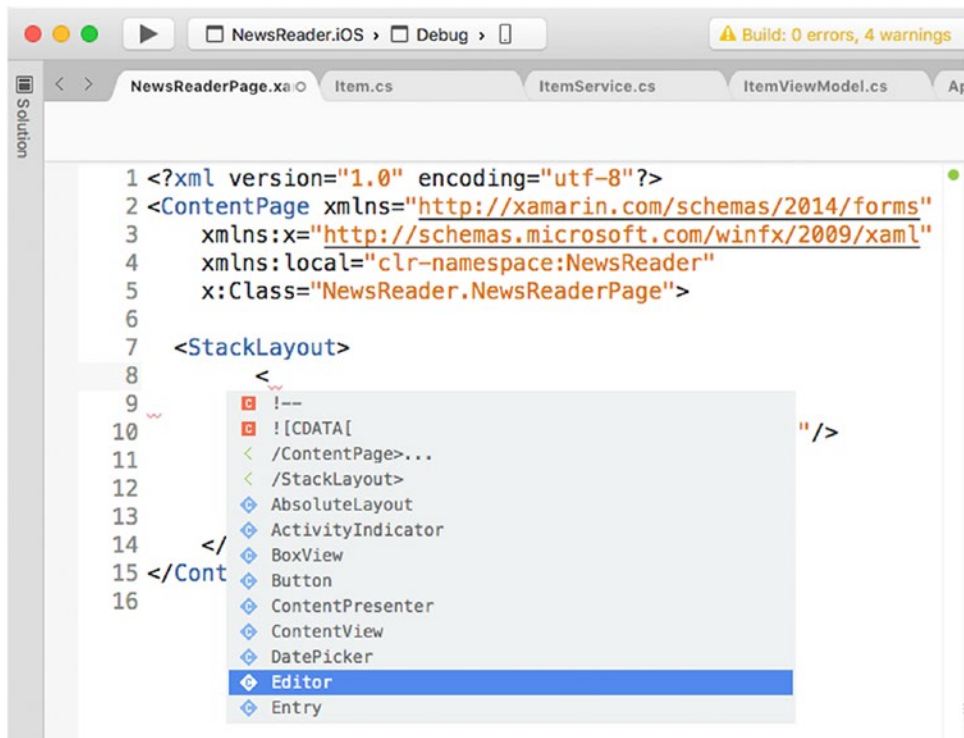 NewsReader.iOS › Debug ›
Build: 0 errors, 4 warnings
Solution
NewsReaderPage.xa
Item.cs
ItemService.cs
ItemViewModel.cs
Ap
1 <?xml version="1.0" encoding="utf-8"?>
2 <ContentPage xmlns="http://xamarin.com/schemas/2014/forms"
3 xmlns:x="http://schemas.microsoft.com/winfx/2009/xaml"
4 xmlns:local="clr-namespace:NewsReader"
5 x:Class="NewsReader.NewsReaderPage">
6
7 <StackLayout>
8 <
9
10 "/>
11
12
13
14 </
15 </Cont
16
!--
![CDATA[
/ContentPage>...
/StackLayout>
AbsoluteLayout
ActivityIndicator
BoxView
Button
ContentPresenter
ContentView
DatePicker
Editor
Entry